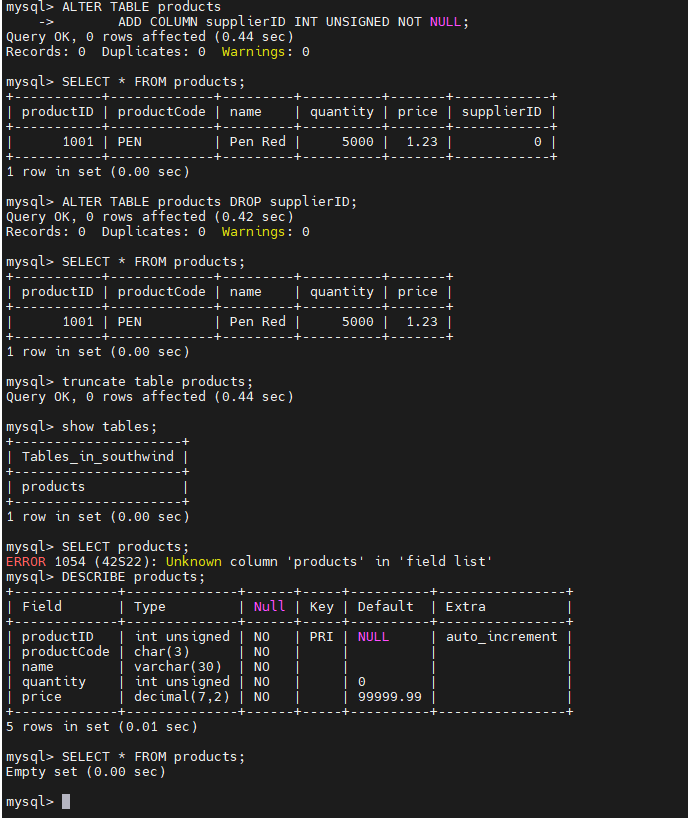 mysql> ALTER TABLE products
    ->         ADD COLUMN supplierID INT UNSIGNED NOT NULL;
Query OK, 0 rows affected (0.44 sec)
Records: 0  Duplicates: 0  Warnings: 0

mysql> SELECT * FROM products;
+-----------+-------------+---------+----------+-------+------------+
| productID | productCode | name    | quantity | price | supplierID |
+-----------+-------------+---------+----------+-------+------------+
|      1001 | PEN         | Pen Red |     5000 |  1.23 |          0 |
+-----------+-------------+---------+----------+-------+------------+
1 row in set (0.00 sec)

mysql> ALTER TABLE products DROP supplierID;
Query OK, 0 rows affected (0.42 sec)
Records: 0  Duplicates: 0  Warnings: 0

mysql> SELECT * FROM products;
+-----------+-------------+---------+----------+-------+
| productID | productCode | name    | quantity | price |
+-----------+-------------+---------+----------+-------+
|      1001 | PEN         | Pen Red |     5000 |  1.23 |
+-----------+-------------+---------+----------+-------+
1 row in set (0.00 sec)

mysql> truncate table products;
Query OK, 0 rows affected (0.44 sec)

mysql> show tables;
+---------------------+
| Tables_in_southwind |
+---------------------+
| products            |
+---------------------+
1 row in set (0.00 sec)

mysql> SELECT products;
ERROR 1054 (42S22): Unknown column 'products' in 'field list'
mysql> DESCRIBE products;
+-------------+--------------+------+-----+----------+----------------+
| Field       | Type         | Null | Key | Default  | Extra          |
+-------------+--------------+------+-----+----------+----------------+
| productID   | int unsigned | NO   | PRI | NULL     | auto_increment |
| productCode | char(3)      | NO   |     |          |                |
| name        | varchar(30)  | NO   |     |          |                |
| quantity    | int unsigned | NO   |     | 0        |                |
| price       | decimal(7,2) | NO   |     | 99999.99 |                |
+-------------+--------------+------+-----+----------+----------------+
5 rows in set (0.01 sec)

mysql> SELECT * FROM products;
Empty set (0.00 sec)

mysql>